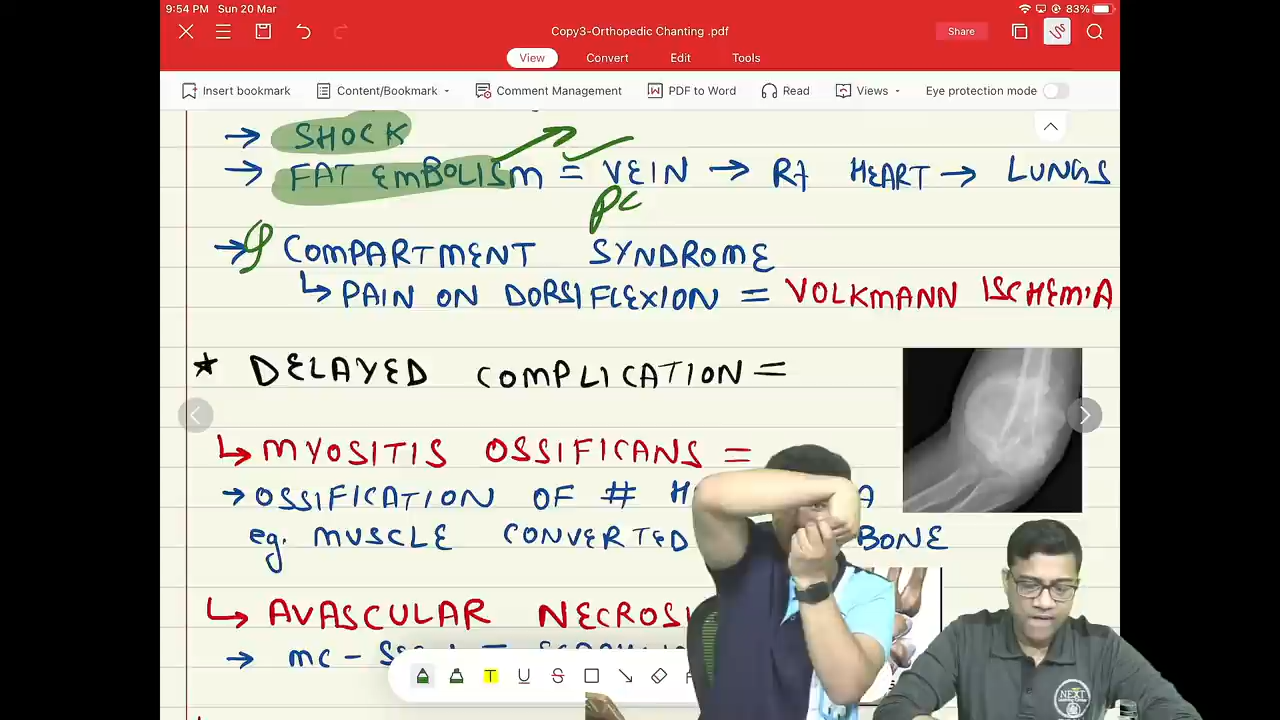 9:54 PM Sun 20 Mar 83%
Copy3-Orthopedic Chanting .pdf
Share
View Convert Edit Tools
Insert bookmark Content/Bookmark Comment Management PDF to Word Read Views Eye protection mode
→ SHOCK
→ FAT EMBOLISM = VEIN → RT HEART → LUNGS
→ COMPARTMENT SYNDROME
↳ PAIN ON DORSIFLEXION = VOLKMANN ISCHEMIA
* DELAYED COMPLICATION =
↳ MYOSITIS OSSIFICANS =
→ OSSIFICATION OF # H A
eg. MUSCLE CONVERTED BONE
↳ AVASCULAR NECROS
→ mc -
T U S
NEXT